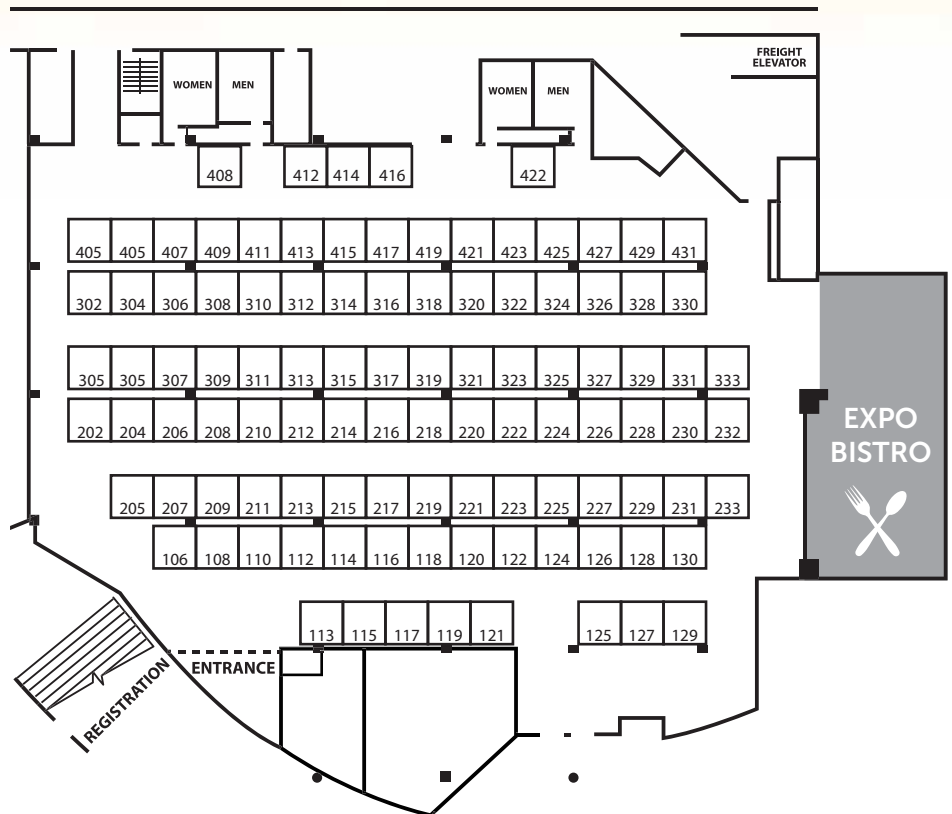 FREIGHT
ELEVATOR
WOMEN MEN
WOMEN MEN
408 412 414 416 422
405 405 407 409 411 413 415 417 419 421 423 425 427 429 431
302 304 306 308 310 312 314 316 318 320 322 324 326 328 330
305 305 307 309 311 313 315 317 319 321 323 325 327 329 331 333
202 204 206 208 210 212 214 216 218 220 222 224 226 228 230 232
EXPO
BISTRO
205 207 209 211 213 215 217 219 221 223 225 227 229 231 233
106 108 110 112 114 116 118 120 122 124 126 128 130
113 115 117 119 121 125 127 129
ENTRANCE
REGISTRATION